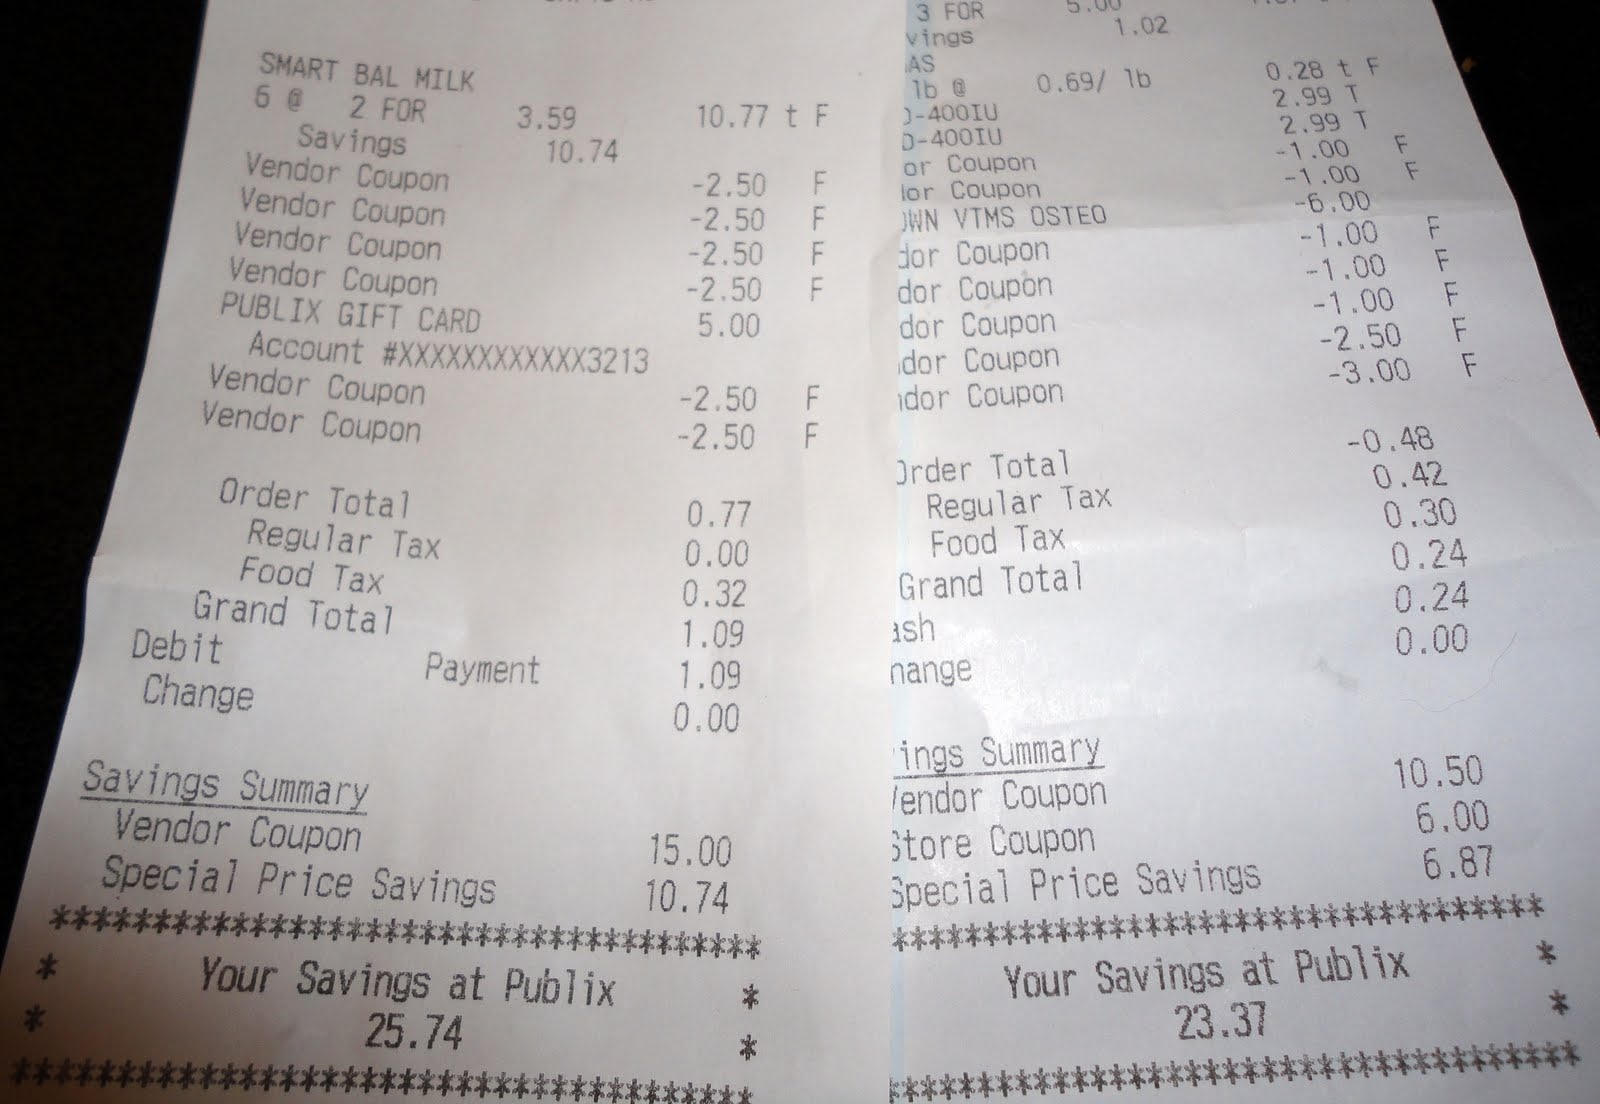 SMART BAL MILK
6 @ 2 FOR 3.59 10.77 t F
Savings 10.74
Vendor Coupon -2.50 F
Vendor Coupon -2.50 F
Vendor Coupon -2.50 F
Vendor Coupon -2.50 F
PUBLIX GIFT CARD 5.00
Account #XXXXXXXXXXXX3213
Vendor Coupon -2.50 F
Vendor Coupon -2.50 F
Order Total 0.77
Regular Tax 0.00
Food Tax 0.32
Grand Total 1.09
Debit Payment 1.09
Change 0.00
Savings Summary
Vendor Coupon 15.00
Special Price Savings 10.74
***********************************
* Your Savings at Publix *
* 25.74 *
***********************************
3 FOR 5.00
vings 1.02
AS
lb @ 0.69/ lb 0.28 t F
D-400IU 2.99 T
D-400IU 2.99 T
or Coupon -1.00 F
dor Coupon -1.00 F
OWN VTMS OSTEO -6.00
dor Coupon -1.00 F
dor Coupon -1.00 F
dor Coupon -1.00 F
dor Coupon -2.50 F
ndor Coupon -3.00 F
Order Total -0.48
Regular Tax 0.42
Food Tax 0.30
Grand Total 0.24
ash 0.24
hange 0.00
ings Summary
Vendor Coupon 10.50
Store Coupon 6.00
Special Price Savings 6.87
***********************************
Your Savings at Publix *
23.37 *
***********************************